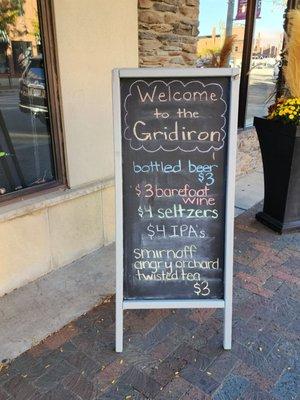 Welcome
to the
Gridiron
bottled beer
$3
$3 barefoot
wine
$4 seltzers
$4 IPA's
smirnoff
angry orchard
twisted tea
$3